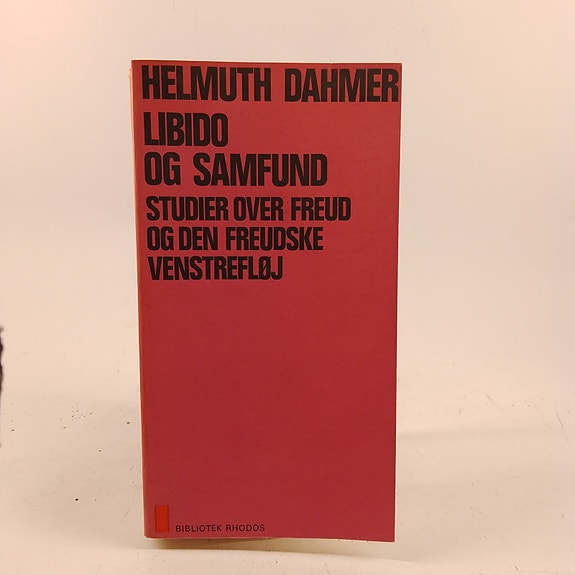 HELMUTH DAHMER
LIBIDO
OG SAMFUND
STUDIER OVER FREUD
OG DEN FREUDSKE
VENSTREFLØJ
BIBLIOTEK RHODOS